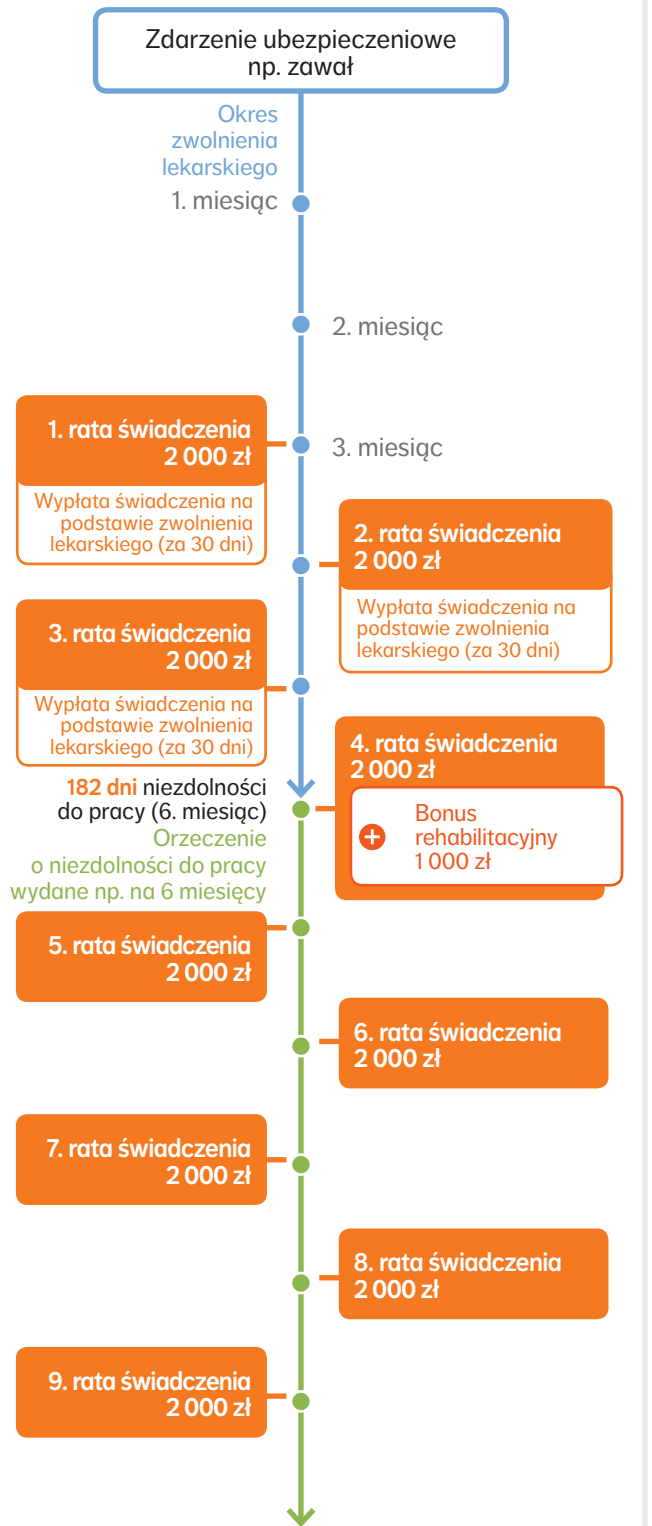 Zdarzenie ubezpieczeniowe
np. zawał
Okres
zwolnienia
lekarskiego
1. miesiąc
2. miesiąc
3. miesiąc
1. rata świadczenia
2 000 zł
Wypłata świadczenia na
podstawie zwolnienia
lekarskiego (za 30 dni)
2. rata świadczenia
2 000 zł
Wypłata świadczenia na
podstawie zwolnienia
lekarskiego (za 30 dni)
3. rata świadczenia
2 000 zł
Wypłata świadczenia na
podstawie zwolnienia
lekarskiego (za 30 dni)
4. rata świadczenia
2 000 zł
+ Bonus
rehabilitacyjny
1 000 zł
182 dni niezdolności
do pracy (6. miesiąc)
Orzeczenie
o niezdolności do pracy
wydane np. na 6 miesięcy
5. rata świadczenia
2 000 zł
6. rata świadczenia
2 000 zł
7. rata świadczenia
2 000 zł
8. rata świadczenia
2 000 zł
9. rata świadczenia
2 000 zł